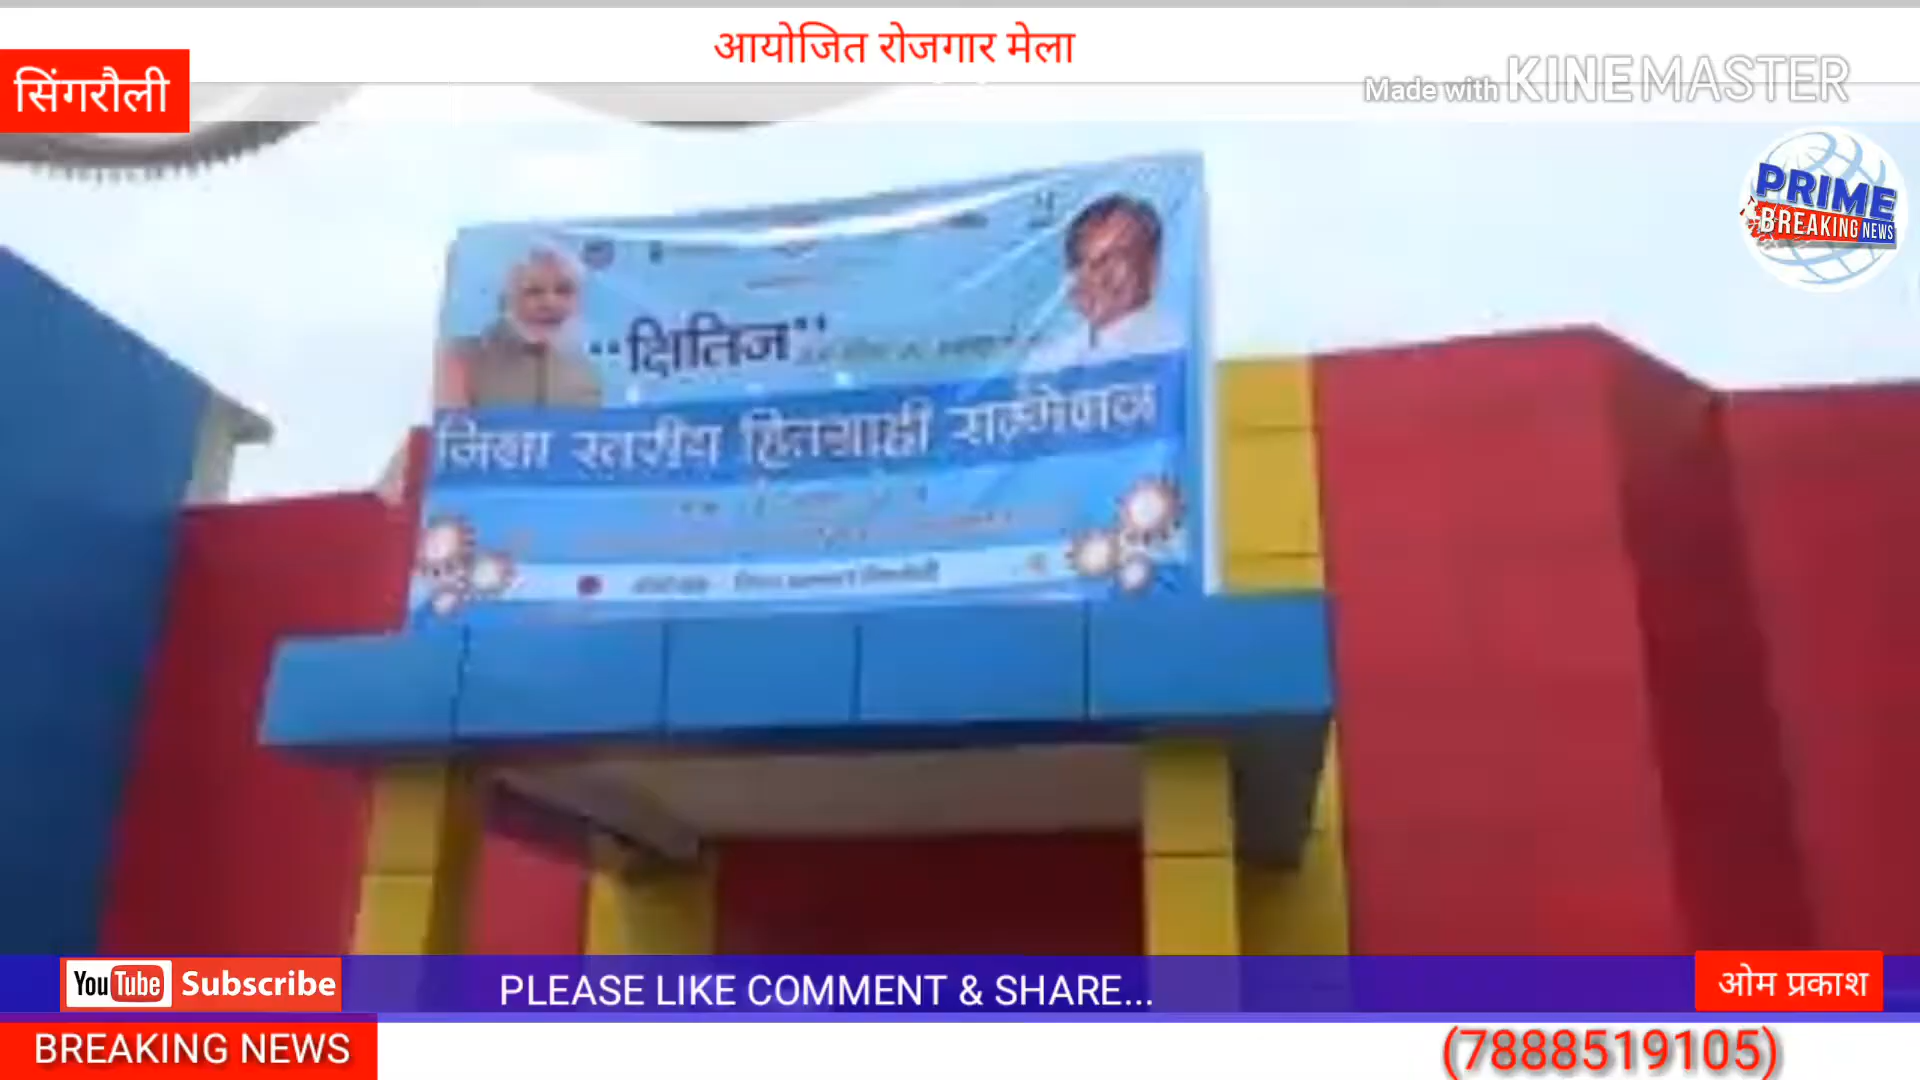 आयोजित रोजगार मेला
सिंगरौली
Made with KINEMASTER
PRIME
BREAKING NEWS
"क्षितिज"
जिला स्तरीय हितग्राही सम्मेलन
YouTube Subscribe
PLEASE LIKE COMMENT & SHARE...
ओम प्रकाश
BREAKING NEWS
(7888519105)